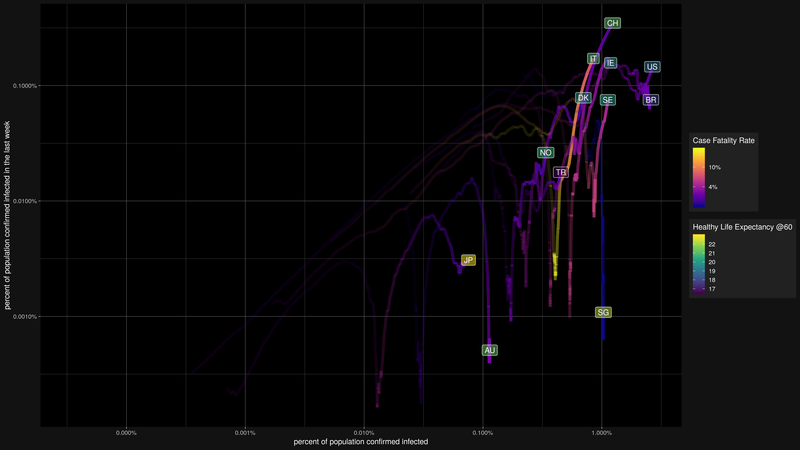 CH
IT
IE
US
DK
SE
BR
NO
TR
JP
SG
AU
0.1000%
0.0100%
0.0010%
percent of population confirmed infected in the last week
0.000%
0.001%
0.010%
0.100%
1.000%
percent of population confirmed infected
Case Fatality Rate
10%
4%
Healthy Life Expectancy @60
22
21
20
19
18
17